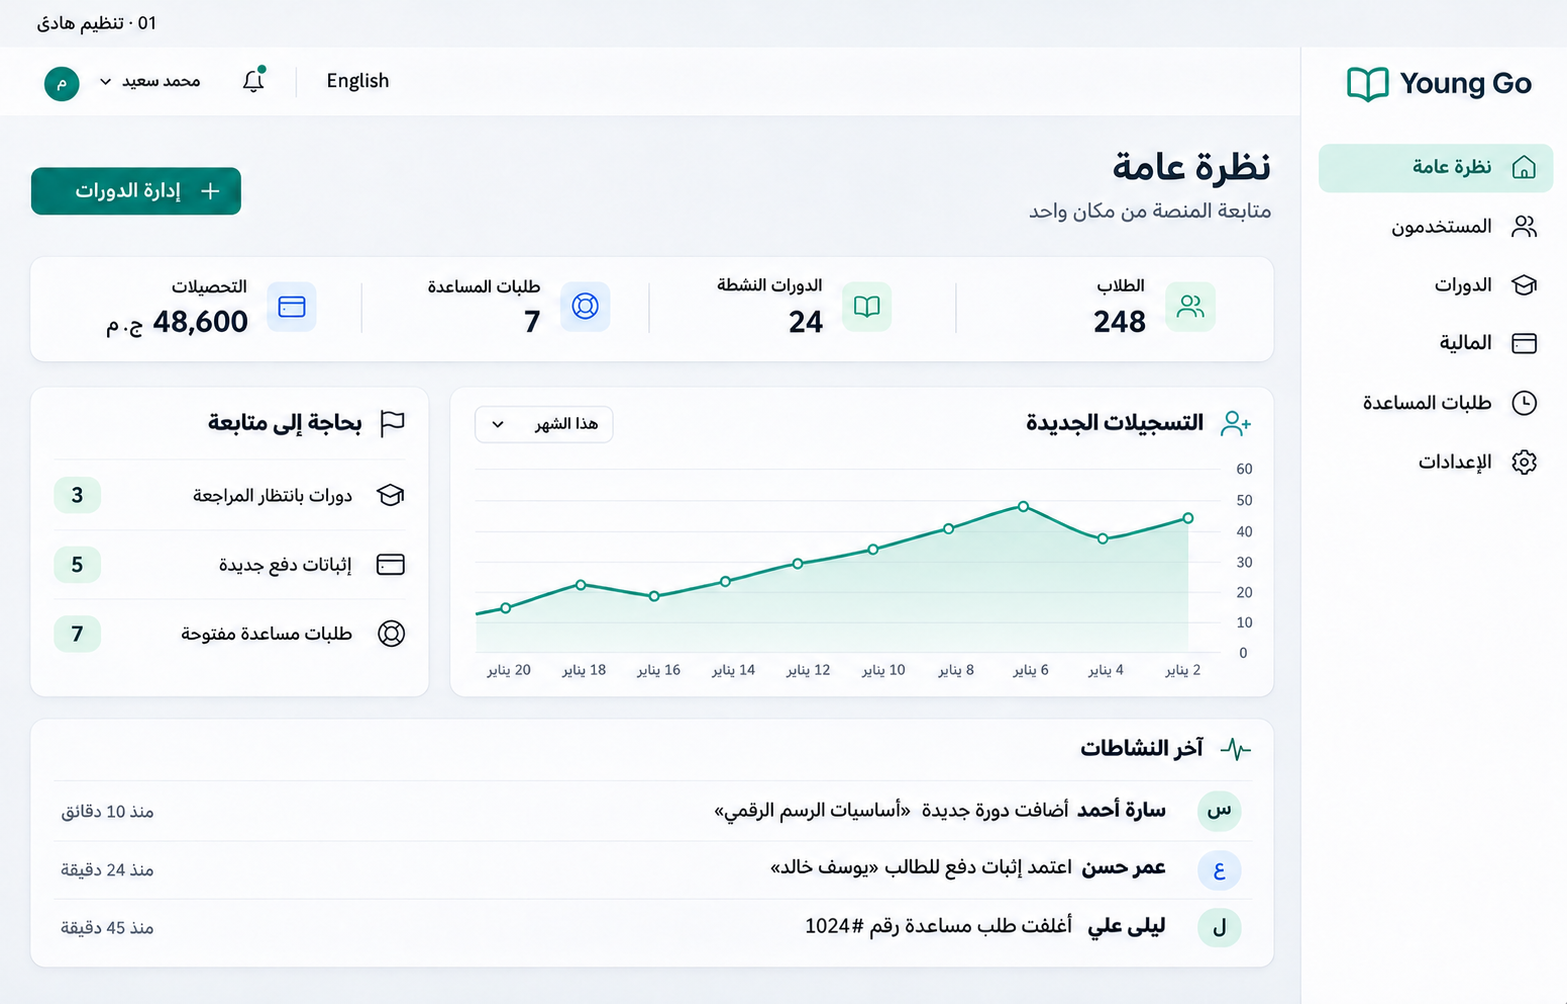 01 · تنظيم هادئ
Young Go
نظرة عامة
المستخدمون
الدورات
المالية
طلبات المساعدة
الإعدادات
English
محمد سعيد
م
نظرة عامة
متابعة المنصة من مكان واحد
إدارة الدورات
الطلاب
248
الدورات النشطة
24
طلبات المساعدة
7
التحصيلات
48,600 ج.م
التسجيلات الجديدة
هذا الشهر
60
50
40
30
20
10
0
2 يناير
4 يناير
6 يناير
8 يناير
10 يناير
12 يناير
14 يناير
16 يناير
18 يناير
20 يناير
بحاجة إلى متابعة
دورات بانتظار المراجعة
3
إثباتات دفع جديدة
5
طلبات مساعدة مفتوحة
7
آخر النشاطات
س
سارة أحمد أضافت دورة جديدة «أساسيات الرسم الرقمي»
منذ 10 دقائق
ع
عمر حسن اعتمد إثبات دفع للطالب «يوسف خالد»
منذ 24 دقيقة
ل
ليلى علي أغلقت طلب مساعدة رقم #1024
منذ 45 دقيقة